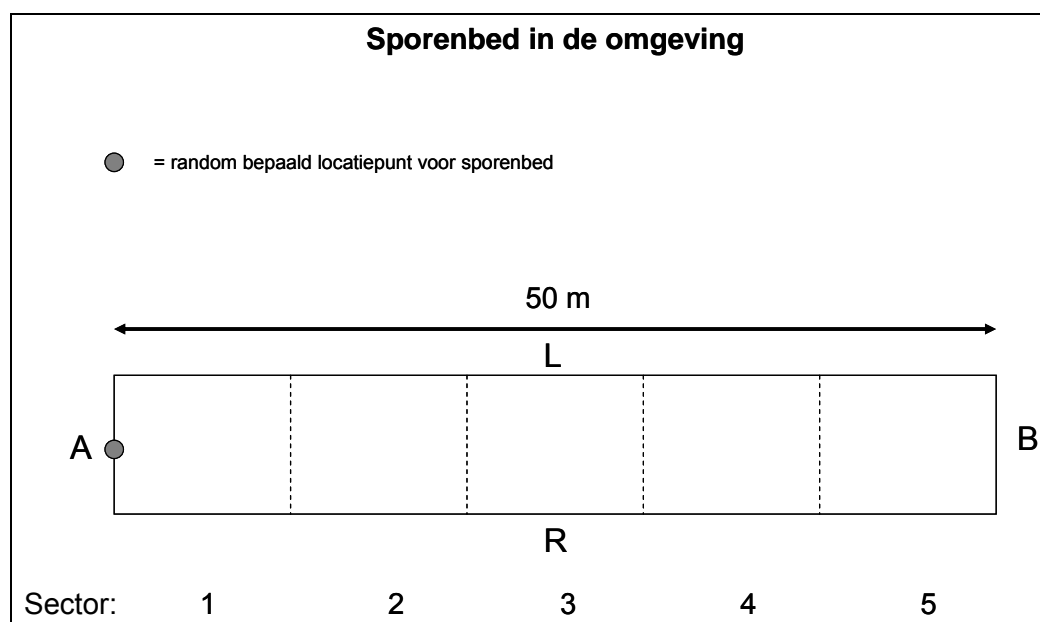 Sporenbed in de omgeving
= random bepaald locatiepunt voor sporenbed
50 m
L
A
B
R
Sector: 1 2 3 4 5